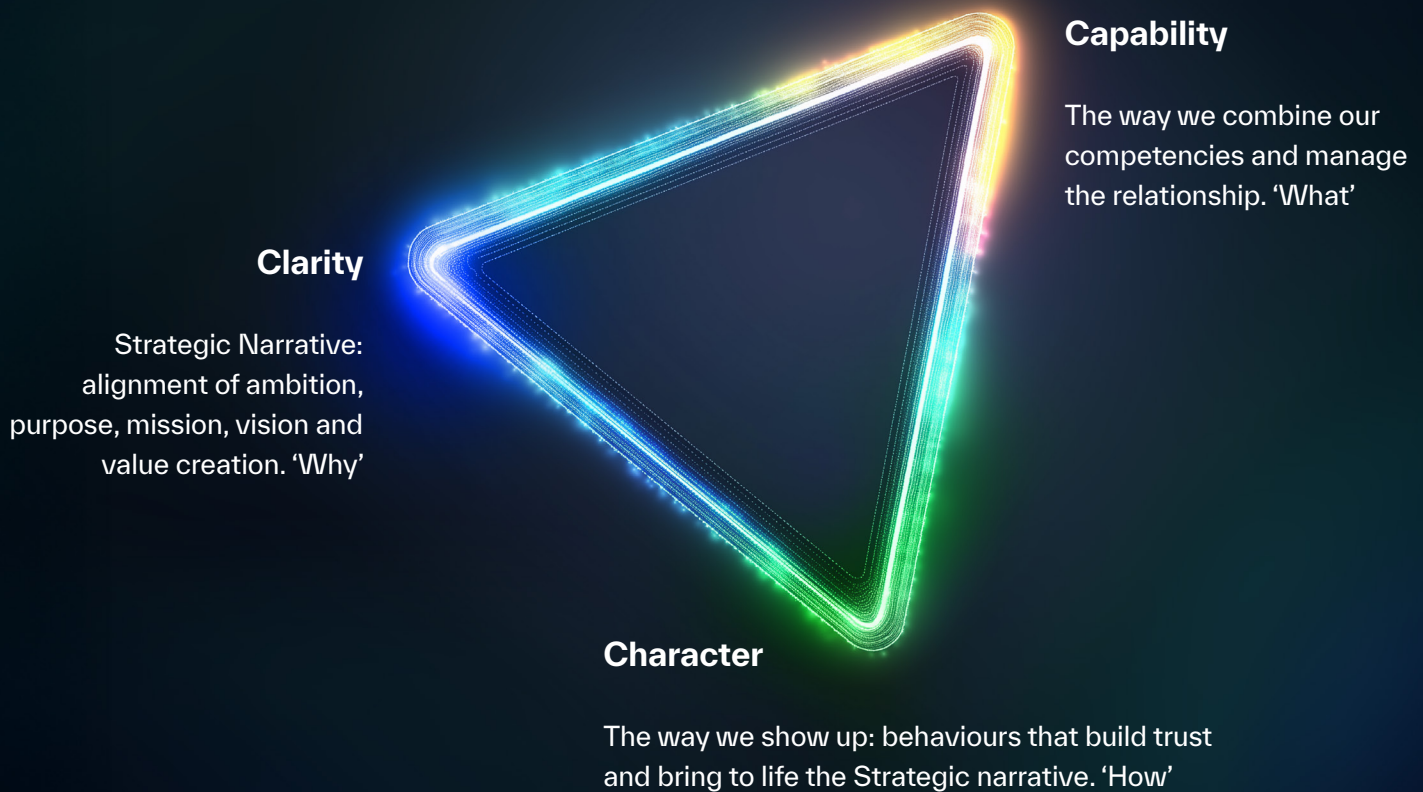 Capability
The way we combine our
competencies and manage
the relationship. ‘What’
Clarity
Strategic Narrative:
alignment of ambition,
purpose, mission, vision and
value creation. ‘Why’
Character
The way we show up: behaviours that build trust
and bring to life the Strategic narrative. ‘How’